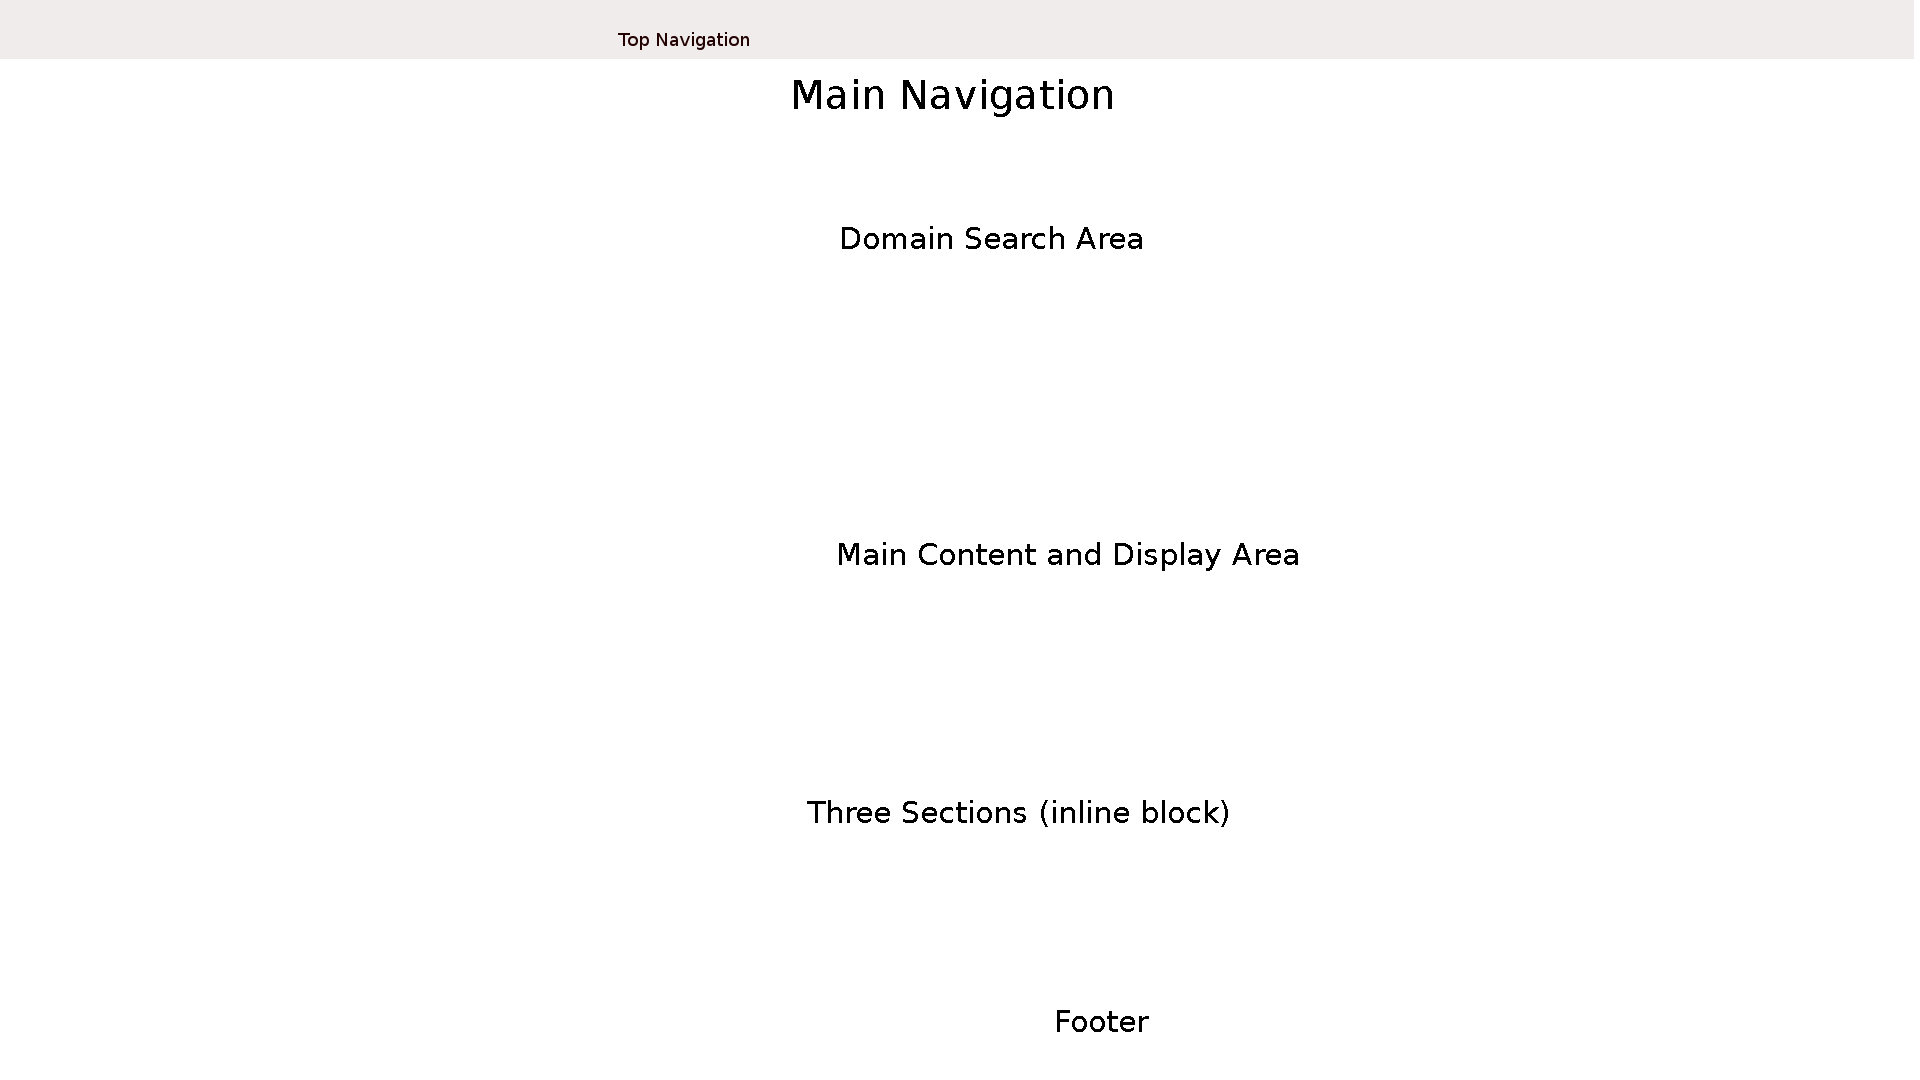 Top Navigation
Main Navigation
Domain Search Area
Main Content and Display Area
Three Sections (inline block)
Footer